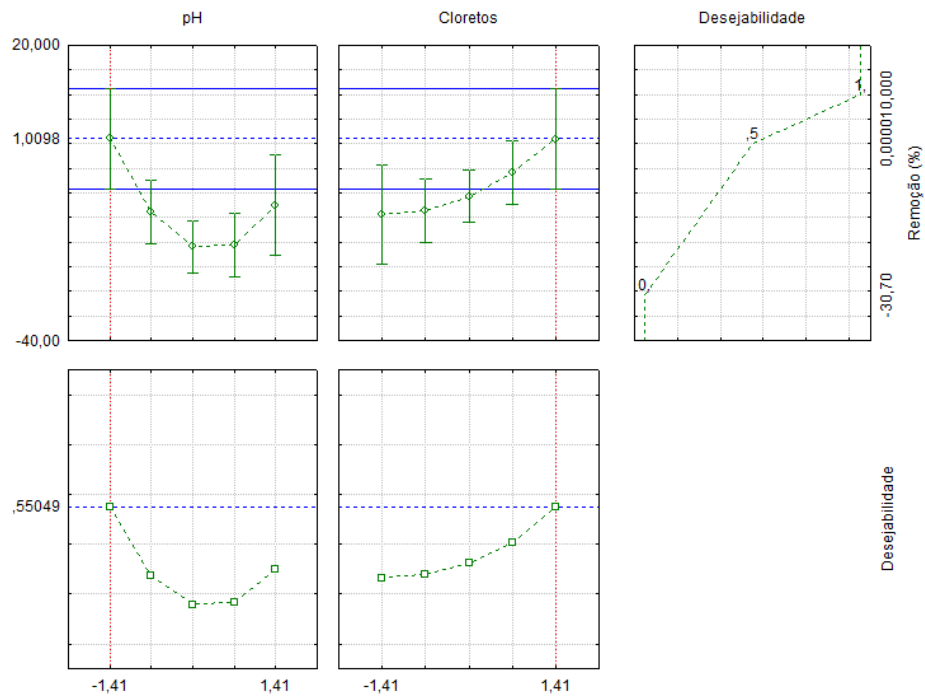 pH
Cloretos
Desejabilidade
20,000
1,0098
-40,00
1,
,5
0,
10,000
0,0000
-30,70
Remoção (%)
,55049
Desejabilidade
-1,41
1,41
-1,41
1,41